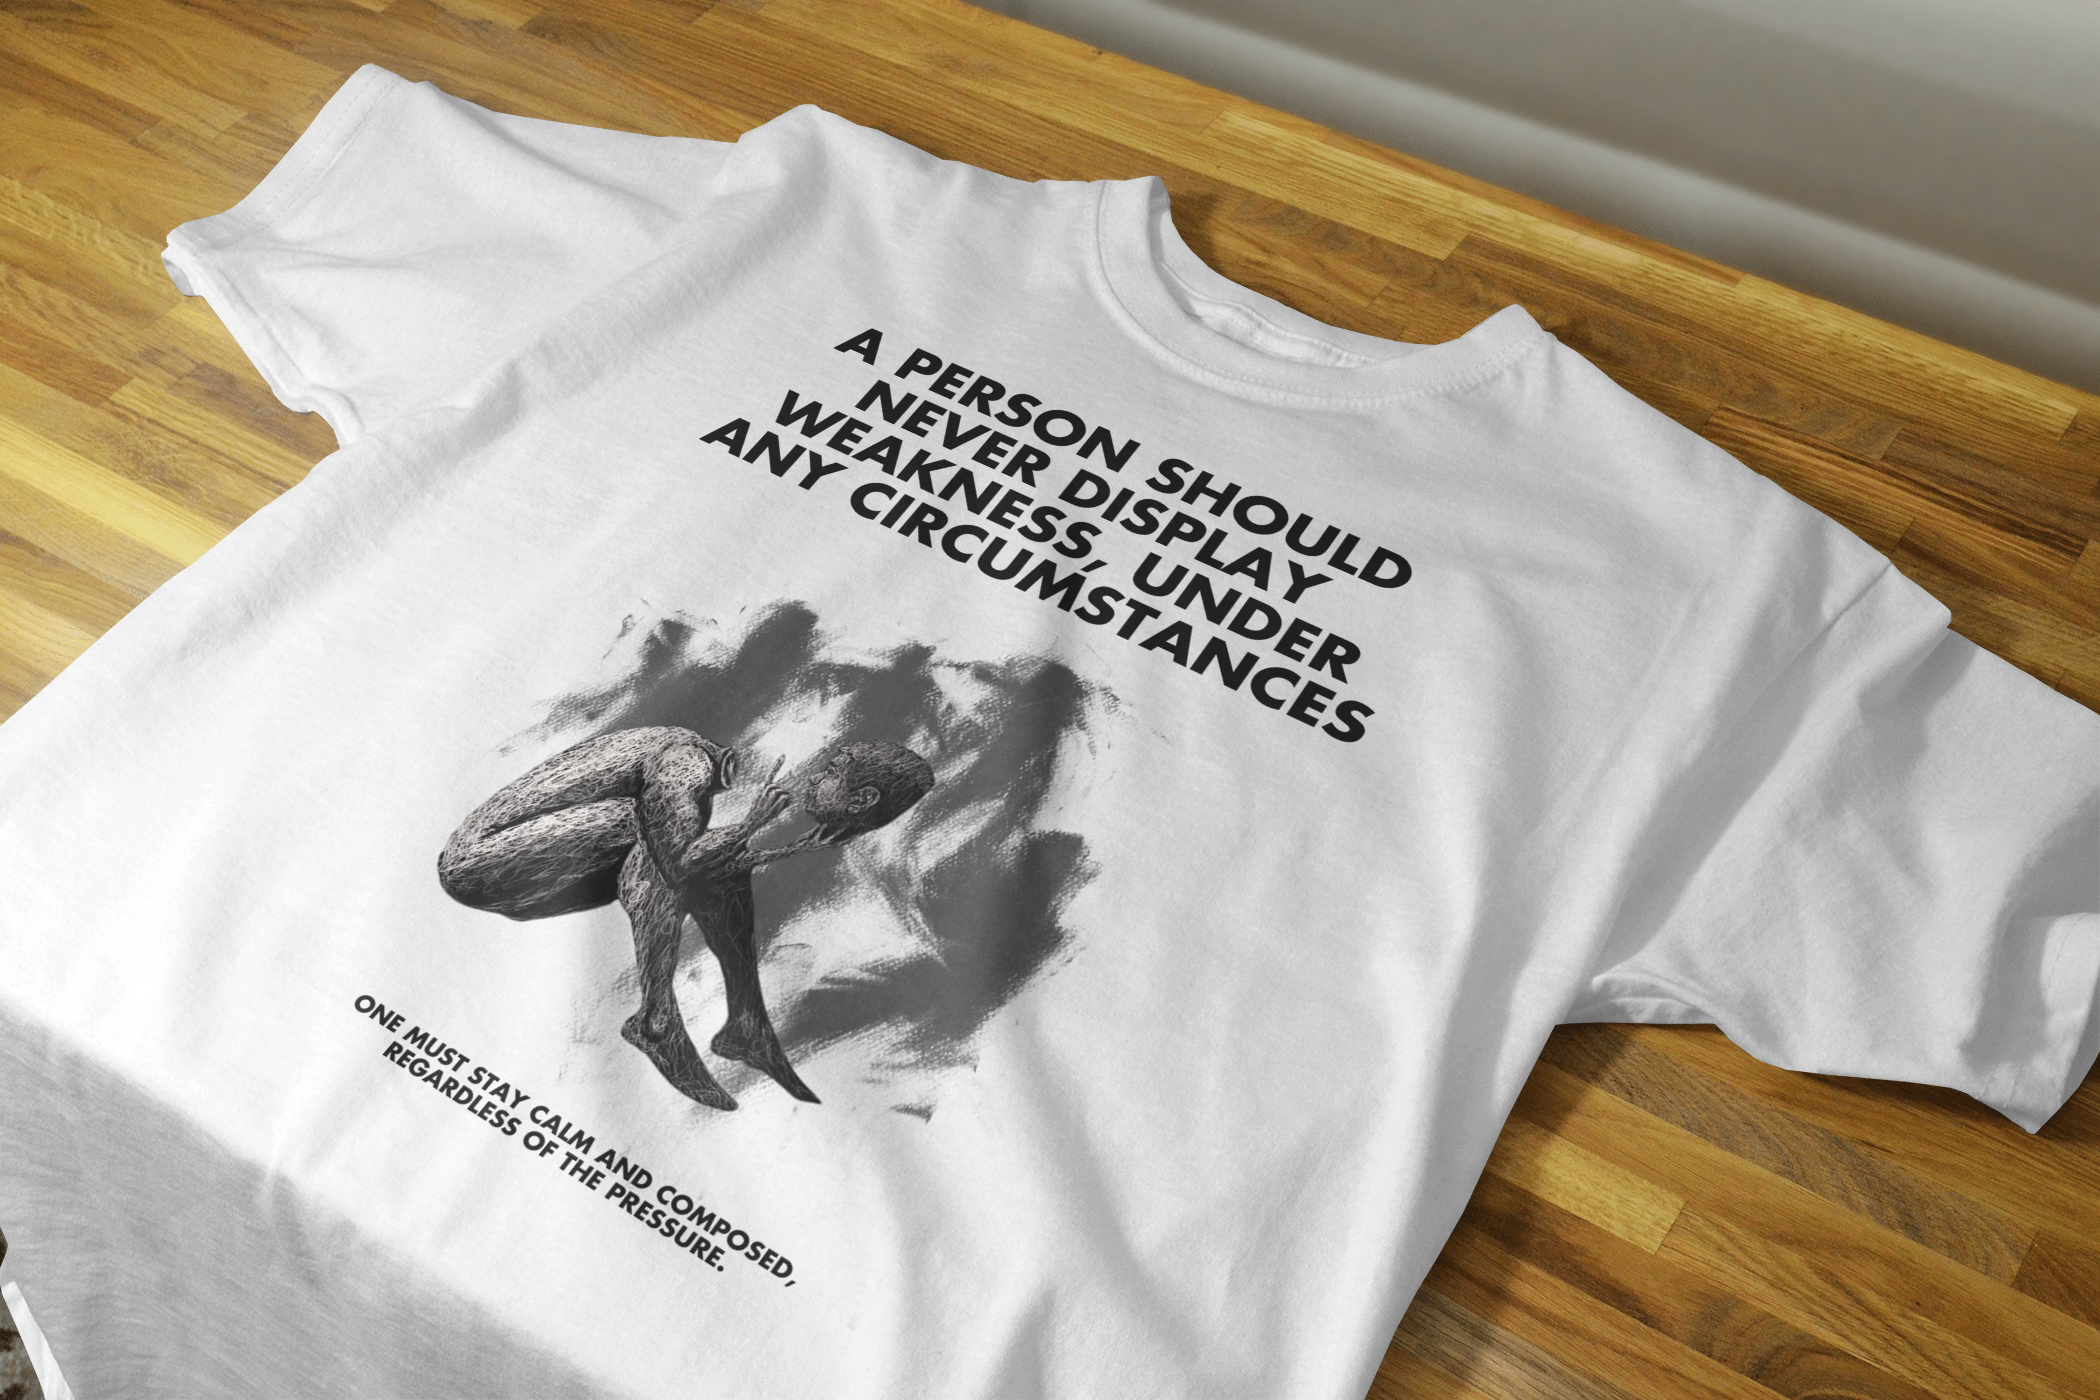 A PERSON SHOULD
NEVER DISPLAY
WEAKNESS, UNDER
ANY CIRCUMSTANCES
ONE MUST STAY CALM AND COMPOSED,
REGARDLESS OF THE PRESSURE.